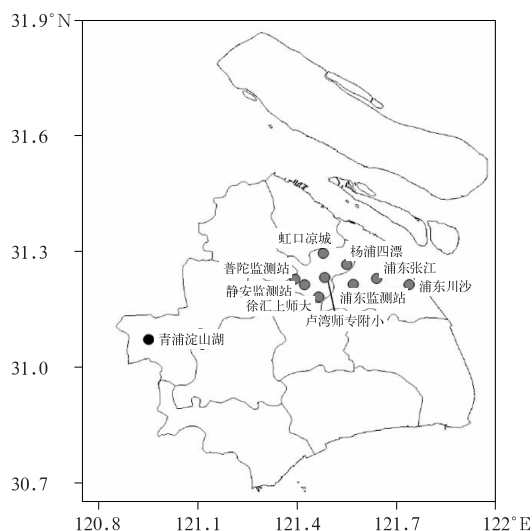 31.9°N
31.6
31.3
31.0
30.7
虹口凉城
杨浦四漂
普陀监测站
浦东张江
静安监测站
浦东川沙
徐汇上师大
浦东监测站
卢湾师专附小
青浦淀山湖
120.8
121.1
121.4
121.7
122°E